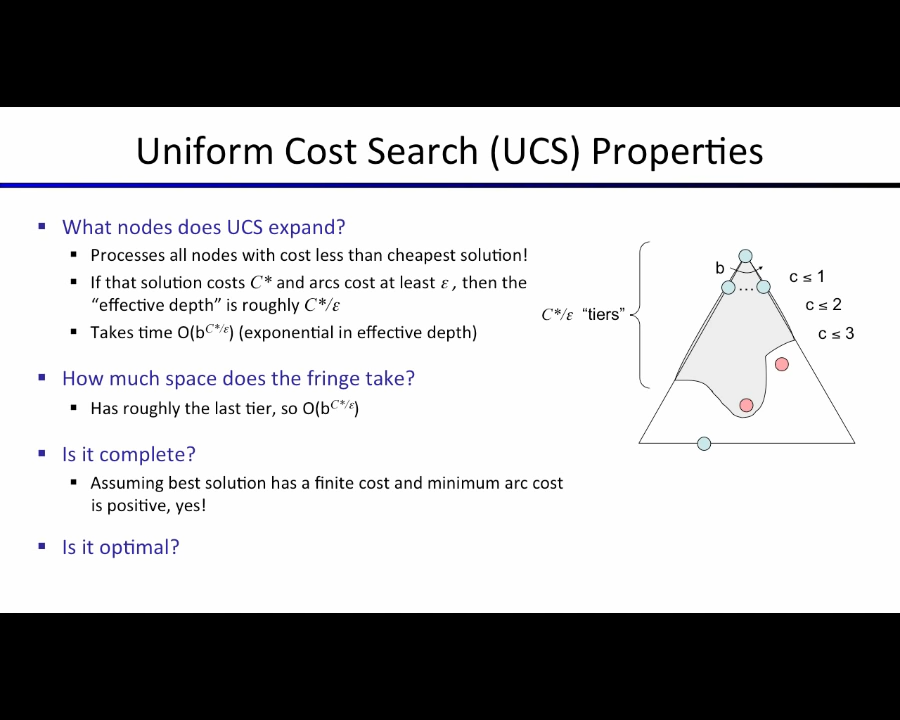 Uniform Cost Search (UCS) Properties
▪ What nodes does UCS expand?
▪ Processes all nodes with cost less than cheapest solution!
▪ If that solution costs C* and arcs cost at least ε , then the
“effective depth” is roughly C*/ε
▪ Takes time O(b^{C*/ε}) (exponential in effective depth)
▪ How much space does the fringe take?
▪ Has roughly the last tier, so O(b^{C*/ε})
▪ Is it complete?
▪ Assuming best solution has a finite cost and minimum arc cost
is positive, yes!
▪ Is it optimal?
C*/ε “tiers”
b
...
c ≤ 1
c ≤ 2
c ≤ 3